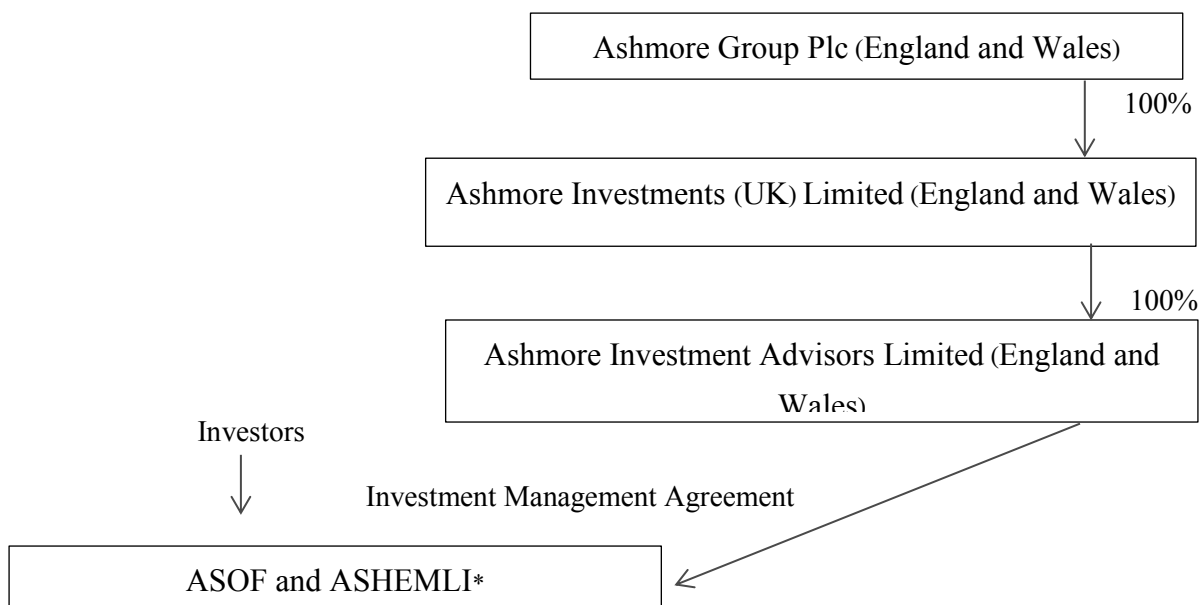 Ashmore Group Plc (England and Wales)
100%
Ashmore Investments (UK) Limited (England and Wales)
100%
Ashmore Investment Advisors Limited (England and
Wales)
Investors
Investment Management Agreement
ASOF and ASHEMLI*